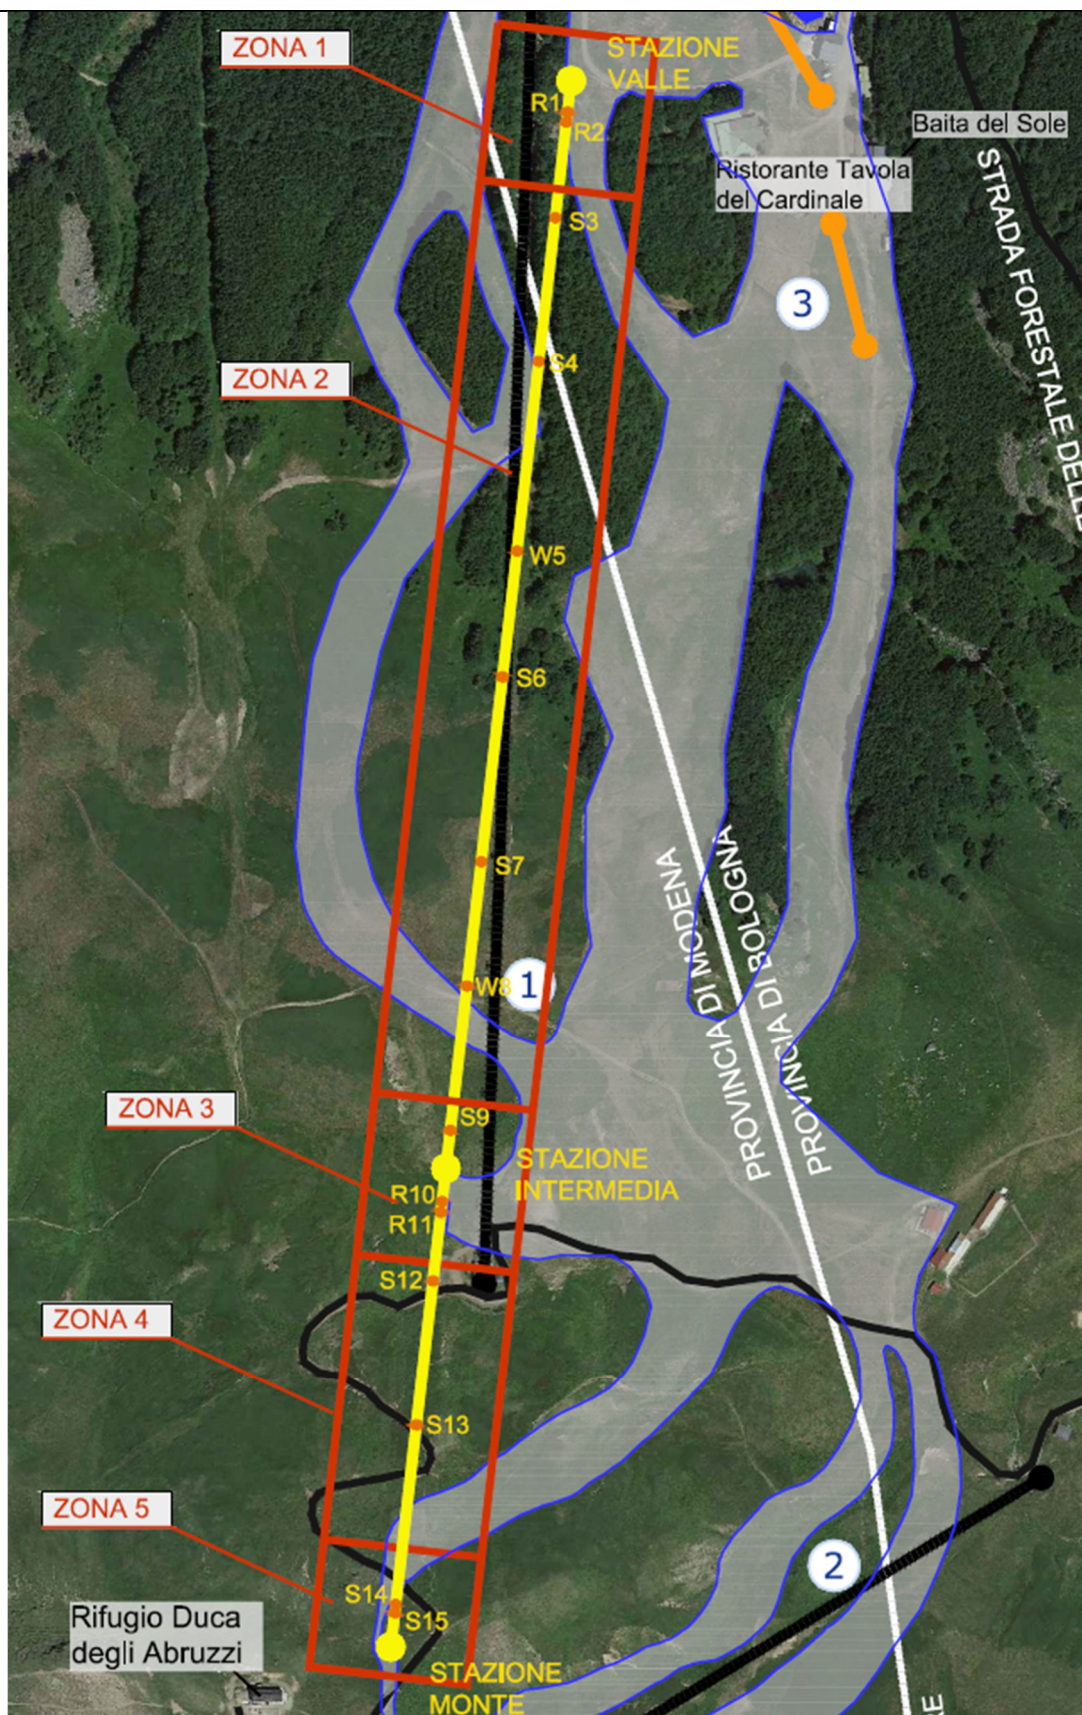 ZONA 1
STAZIONE
VALLE
R1
R2
Baita del Sole
Ristorante Tavola
del Cardinale
STRADA FORESTALE DELLE
S3
3
S4
ZONA 2
W5
S6
S7
PROVINCIA DI MODENA
PROVINCIA DI BOLOGNA
W8
1
ZONA 3
S9
STAZIONE
INTERMEDIA
R10
R11
S12
ZONA 4
S13
ZONA 5
2
S14
S15
Rifugio Duca
degli Abruzzi
STAZIONE
MONTE